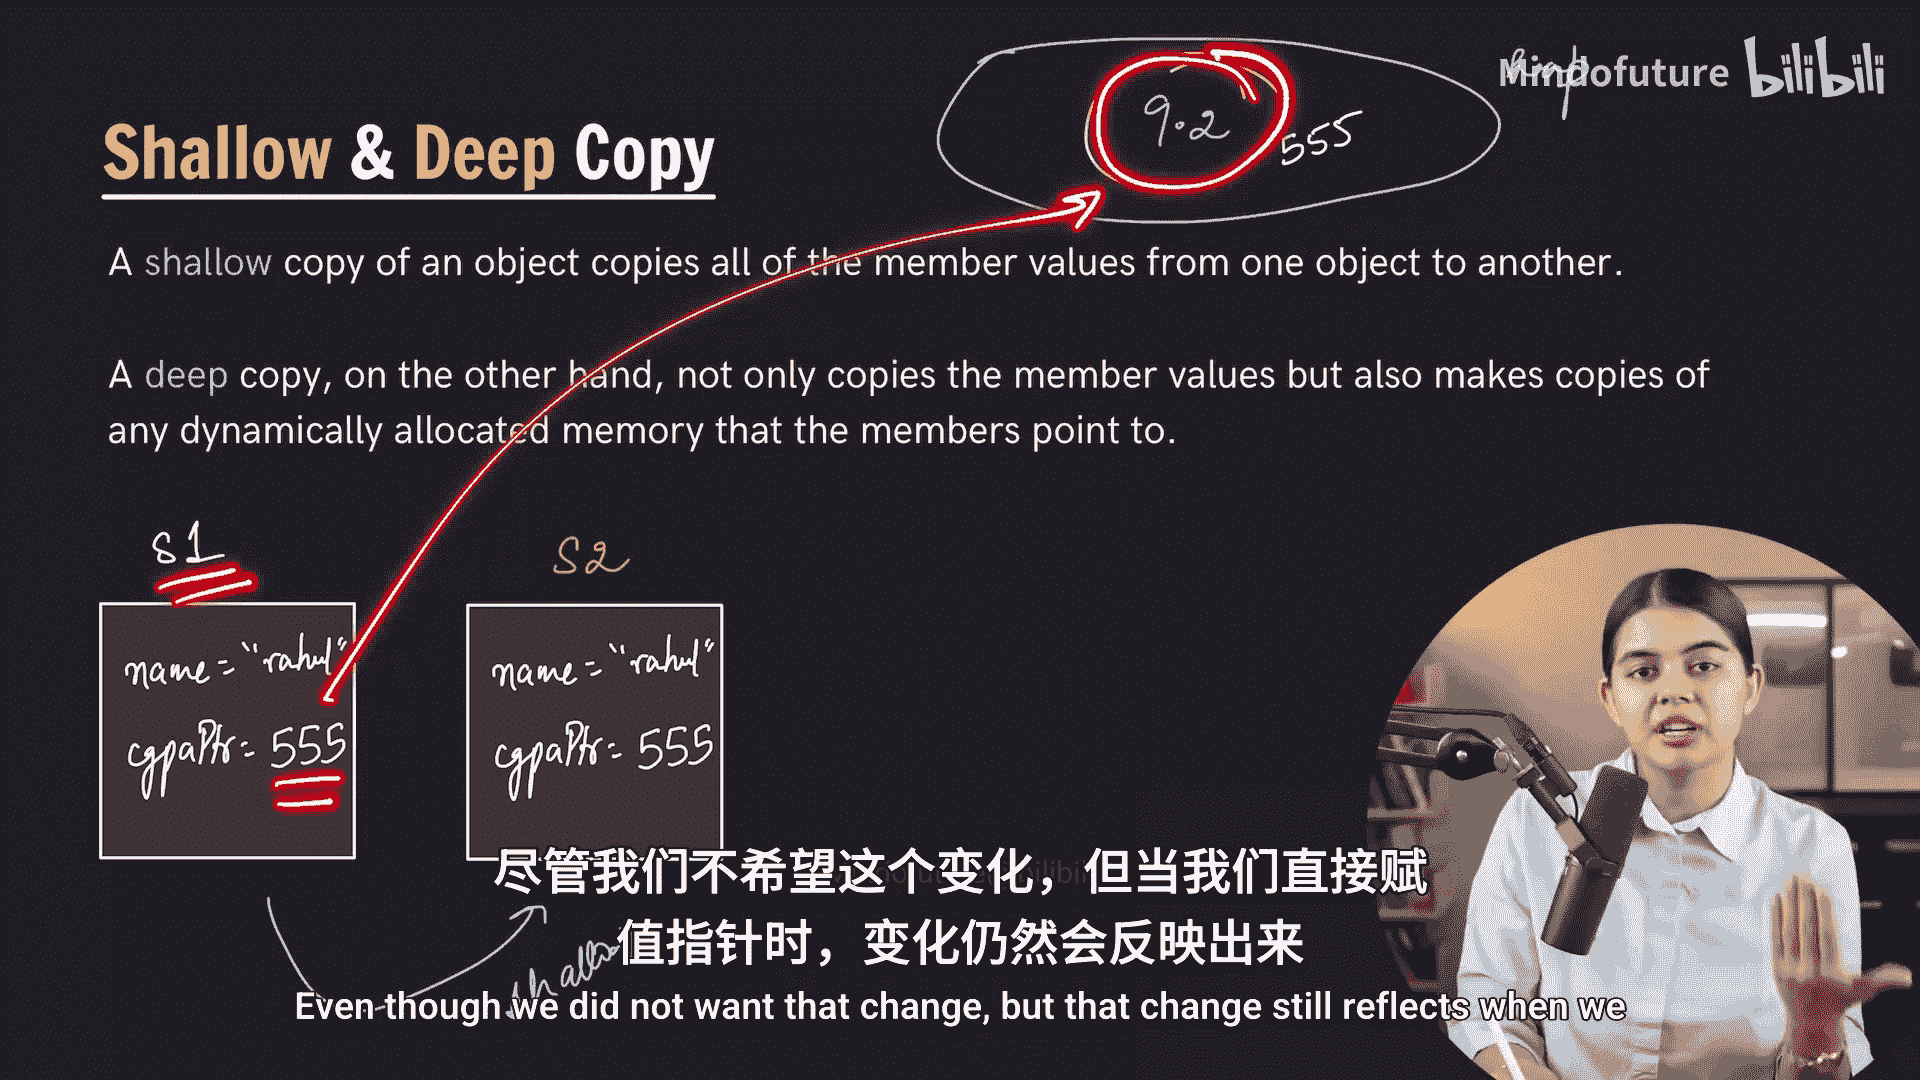 heap
Mindofuture bilibili
9.2
555
Shallow & Deep Copy
A shallow copy of an object copies all of the member values from one object to another.
A deep copy, on the other hand, not only copies the member values but also makes copies of
any dynamically allocated memory that the members point to.
S1
S2
name = "rahul"
cgpaPtr = 555
name = "rahul"
cgpaPtr = 555
尽管我们不希望这个变化，但当我们直接赋
值指针时，变化仍然会反映出来
Even though we did not want that change, but that change still reflects when we